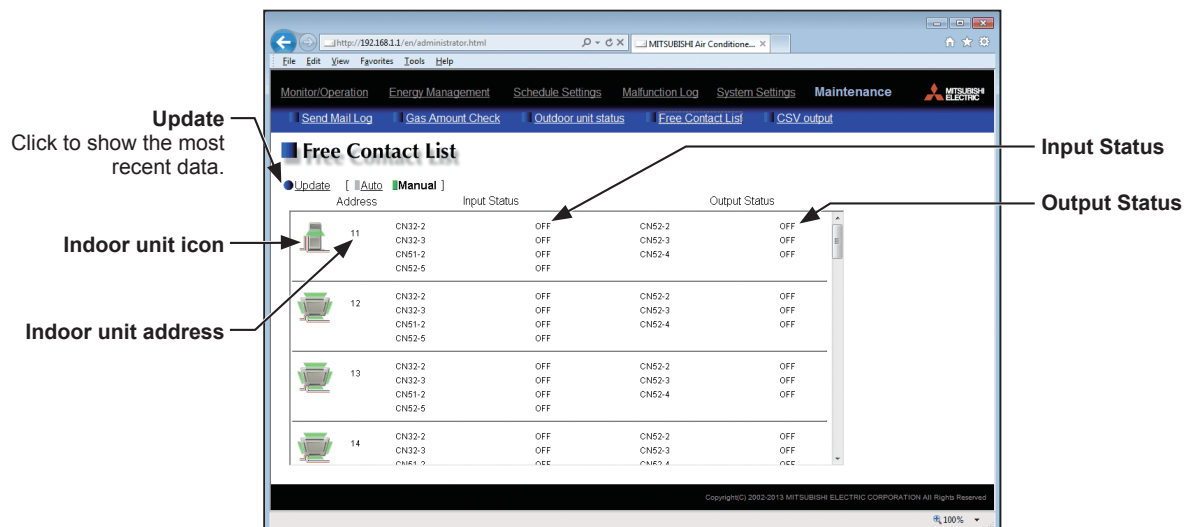 http://192.168.1.1/en/administrator.html
MITSUBISHI Air Conditione...
File Edit View Favorites Tools Help
Monitor/Operation Energy Management Schedule Settings Malfunction Log System Settings Maintenance
MITSUBISHI
ELECTRIC
Send Mail Log Gas Amount Check Outdoor unit status Free Contact List CSV output
Free Contact List
Update [ Auto Manual ]
Address Input Status Output Status
11 CN32-2 OFF CN52-2 OFF
CN32-3 OFF CN52-3 OFF
CN51-2 OFF CN52-4 OFF
CN52-5 OFF
12 CN32-2 OFF CN52-2 OFF
CN32-3 OFF CN52-3 OFF
CN51-2 OFF CN52-4 OFF
CN52-5 OFF
13 CN32-2 OFF CN52-2 OFF
CN32-3 OFF CN52-3 OFF
CN51-2 OFF CN52-4 OFF
CN52-5 OFF
14 CN32-2 OFF CN52-2 OFF
CN32-3 OFF CN52-3 OFF
CN51-2 OFF CN52-4 OFF
Copyright(C) 2002-2013 MITSUBISHI ELECTRIC CORPORATION All Rights Reserved
100%
Update
Click to show the most
recent data.
Indoor unit icon
Indoor unit address
Input Status
Output Status